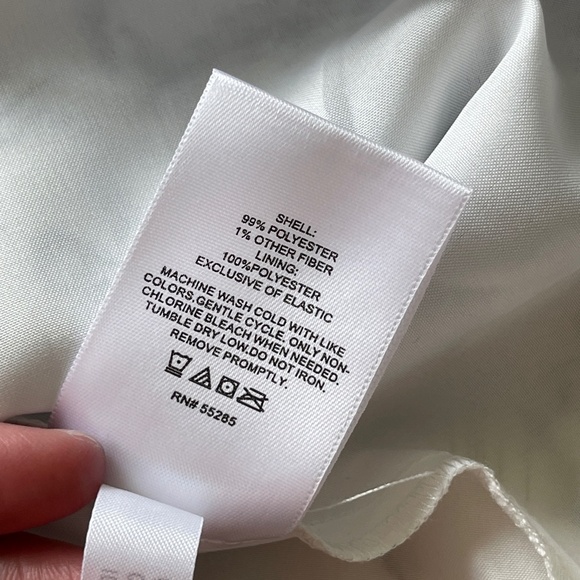 SHELL:
99% POLYESTER
1% OTHER FIBER
LINING:
100%POLYESTER
EXCLUSIVE OF ELASTIC
MACHINE WASH COLD WITH LIKE
COLORS,GENTLE CYCLE. ONLY NON-
CHLORINE BLEACH WHEN NEEDED.
TUMBLE DRY LOW.DO NOT IRON.
REMOVE PROMPTLY.
RN# 55285